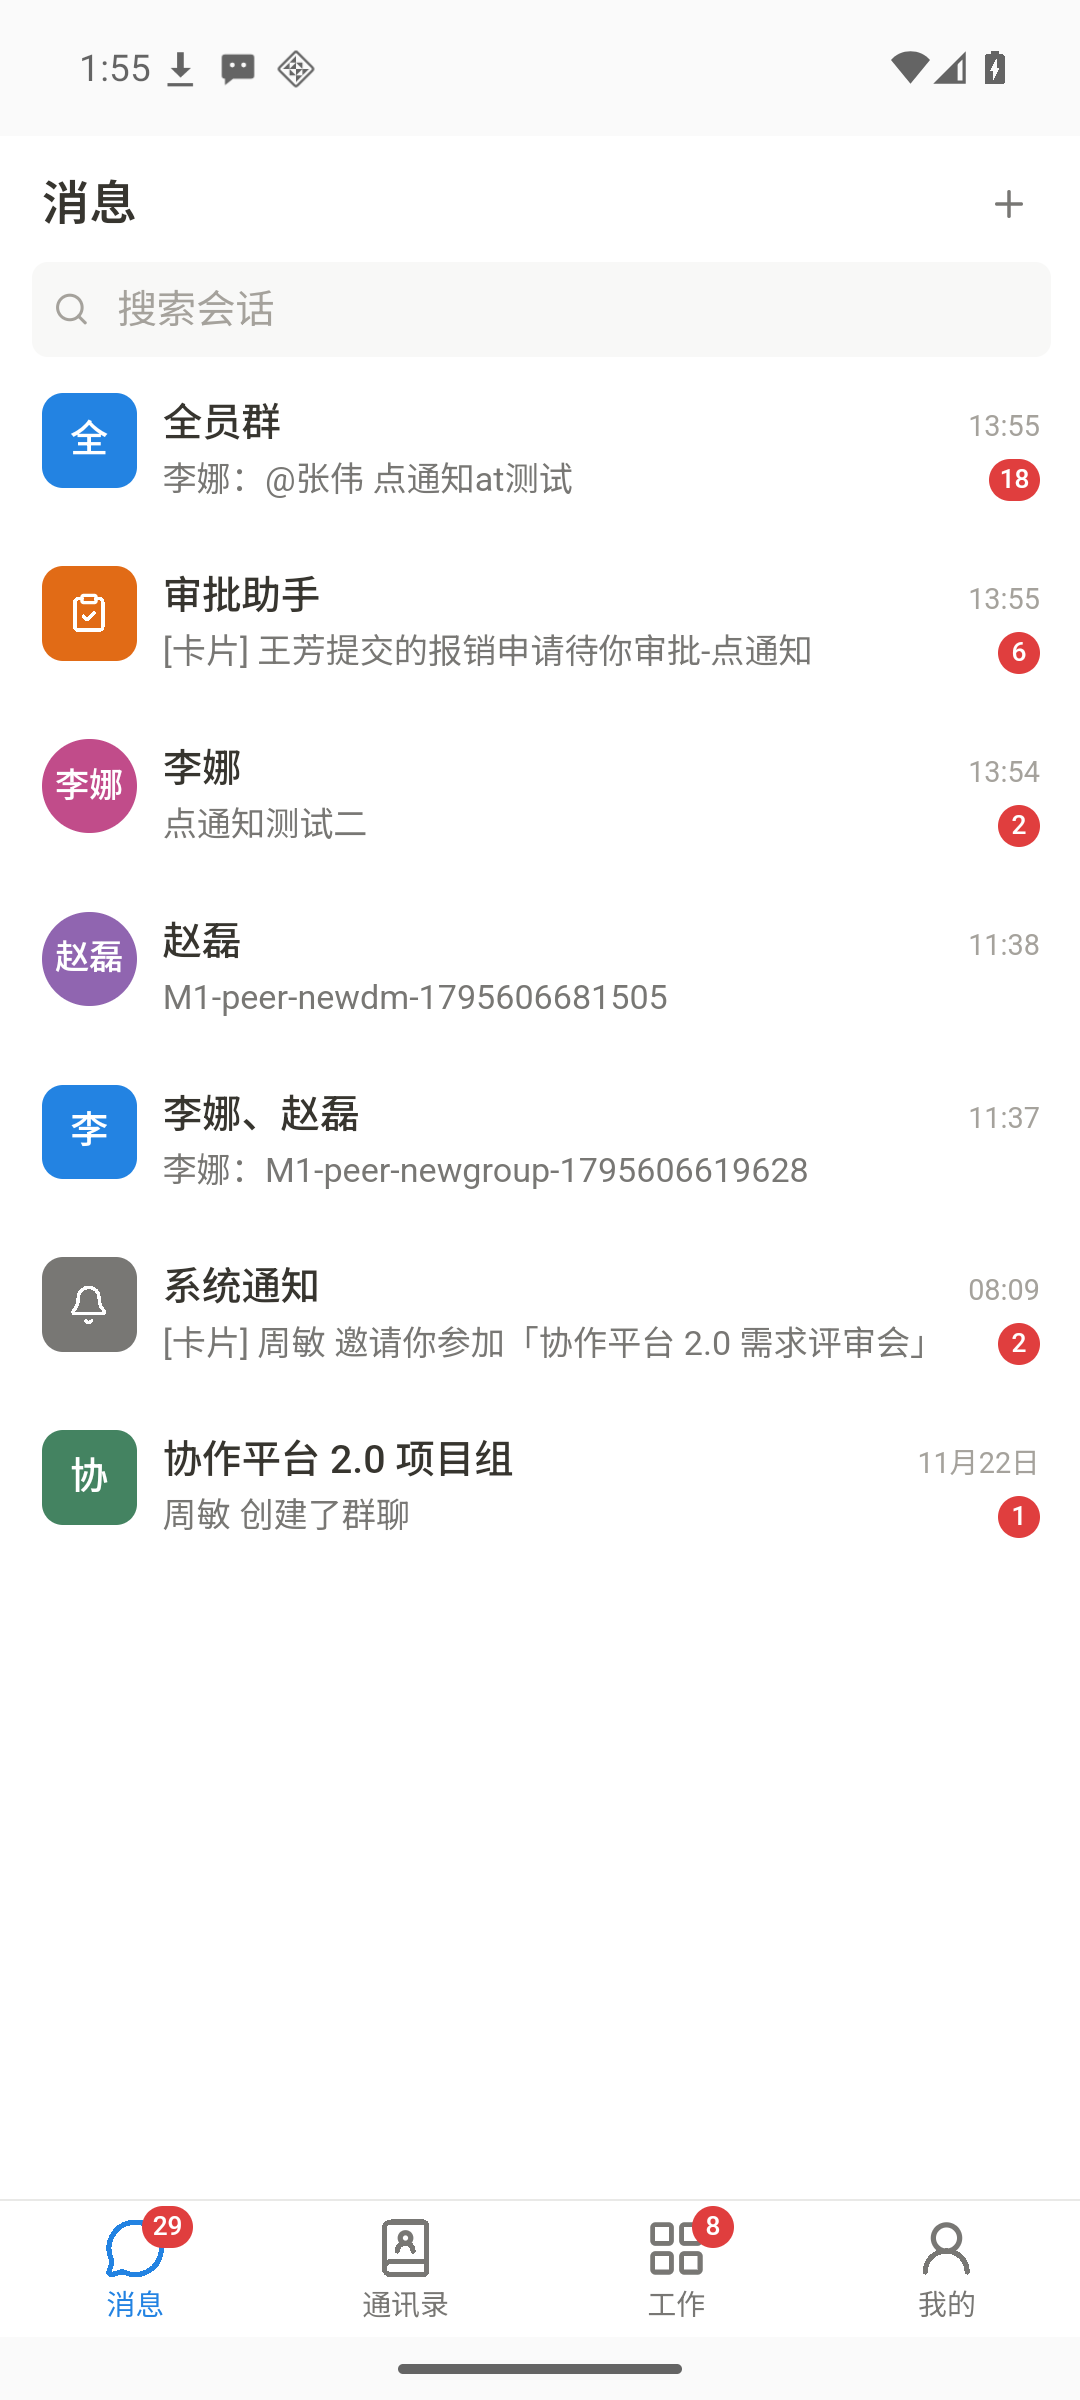 1:55
消息
搜索会话
全
全员群
13:55
李娜：@张伟 点通知at测试
18
审批助手
13:55
[卡片] 王芳提交的报销申请待你审批-点通知
6
李娜
李娜
13:54
点通知测试二
2
赵磊
赵磊
11:38
M1-peer-newdm-1795606681505
李
李娜、赵磊
11:37
李娜：M1-peer-newgroup-1795606619628
系统通知
08:09
[卡片] 周敏 邀请你参加「协作平台 2.0 需求评审会」
2
协
协作平台 2.0 项目组
11月22日
周敏 创建了群聊
1
29
8
消息
通讯录
工作
我的